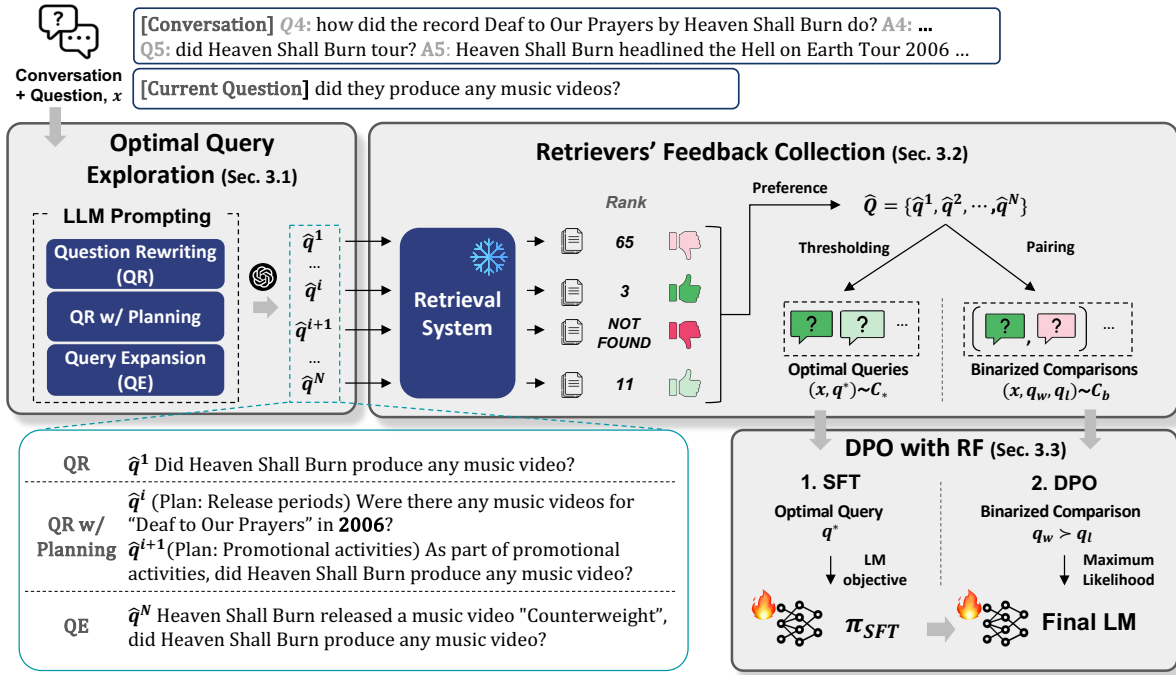 [Conversation] Q4: how did the record Deaf to Our Prayers by Heaven Shall Burn do? A4: ...
Q5: did Heaven Shall Burn tour? A5: Heaven Shall Burn headlined the Hell on Earth Tour 2006 ...
Conversation
+ Question, x
[Current Question] did they produce any music videos?
Optimal Query
Exploration (Sec. 3.1)
LLM Prompting
Question Rewriting
(QR)
QR w/ Planning
Query Expansion
(QE)
q̂¹
...
q̂ⁱ
q̂ⁱ⁺¹
...
q̂ᴺ
Retrievers' Feedback Collection (Sec. 3.2)
Retrieval
System
Rank
65
3
NOT
FOUND
11
Preference
Q̂ = {q̂¹, q̂², ⋯, q̂ᴺ}
Thresholding
Pairing
? ? ...
( ? , ? ) ...
Optimal Queries
(x, q*)~C*
Binarized Comparisons
(x, q_w, q_l)~C_b
QR
q̂¹ Did Heaven Shall Burn produce any music video?
QR w/
Planning
q̂ⁱ (Plan: Release periods) Were there any music videos for
“Deaf to Our Prayers” in 2006?
q̂ⁱ⁺¹(Plan: Promotional activities) As part of promotional
activities, did Heaven Shall Burn produce any music video?
QE
q̂ᴺ Heaven Shall Burn released a music video "Counterweight”,
did Heaven Shall Burn produce any music video?
DPO with RF (Sec. 3.3)
1. SFT
Optimal Query
q*
LM
objective
π_SFT
2. DPO
Binarized Comparison
q_w ≻ q_l
Maximum
Likelihood
Final LM